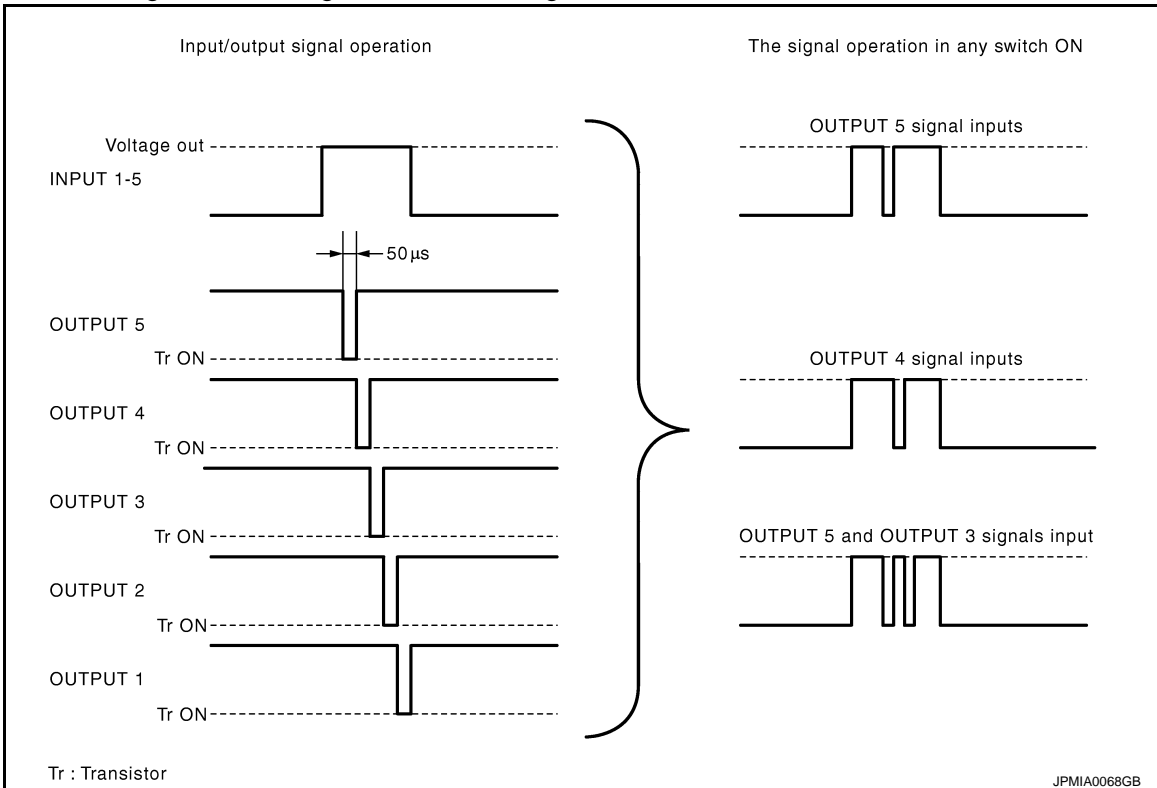 Input/output signal operation
The signal operation in any switch ON
Voltage out
INPUT 1-5
50 µs
OUTPUT 5
Tr ON
OUTPUT 4
Tr ON
OUTPUT 3
Tr ON
OUTPUT 2
Tr ON
OUTPUT 1
Tr ON
OUTPUT 5 signal inputs
OUTPUT 4 signal inputs
OUTPUT 5 and OUTPUT 3 signals input
Tr : Transistor
JPMIA0068GB